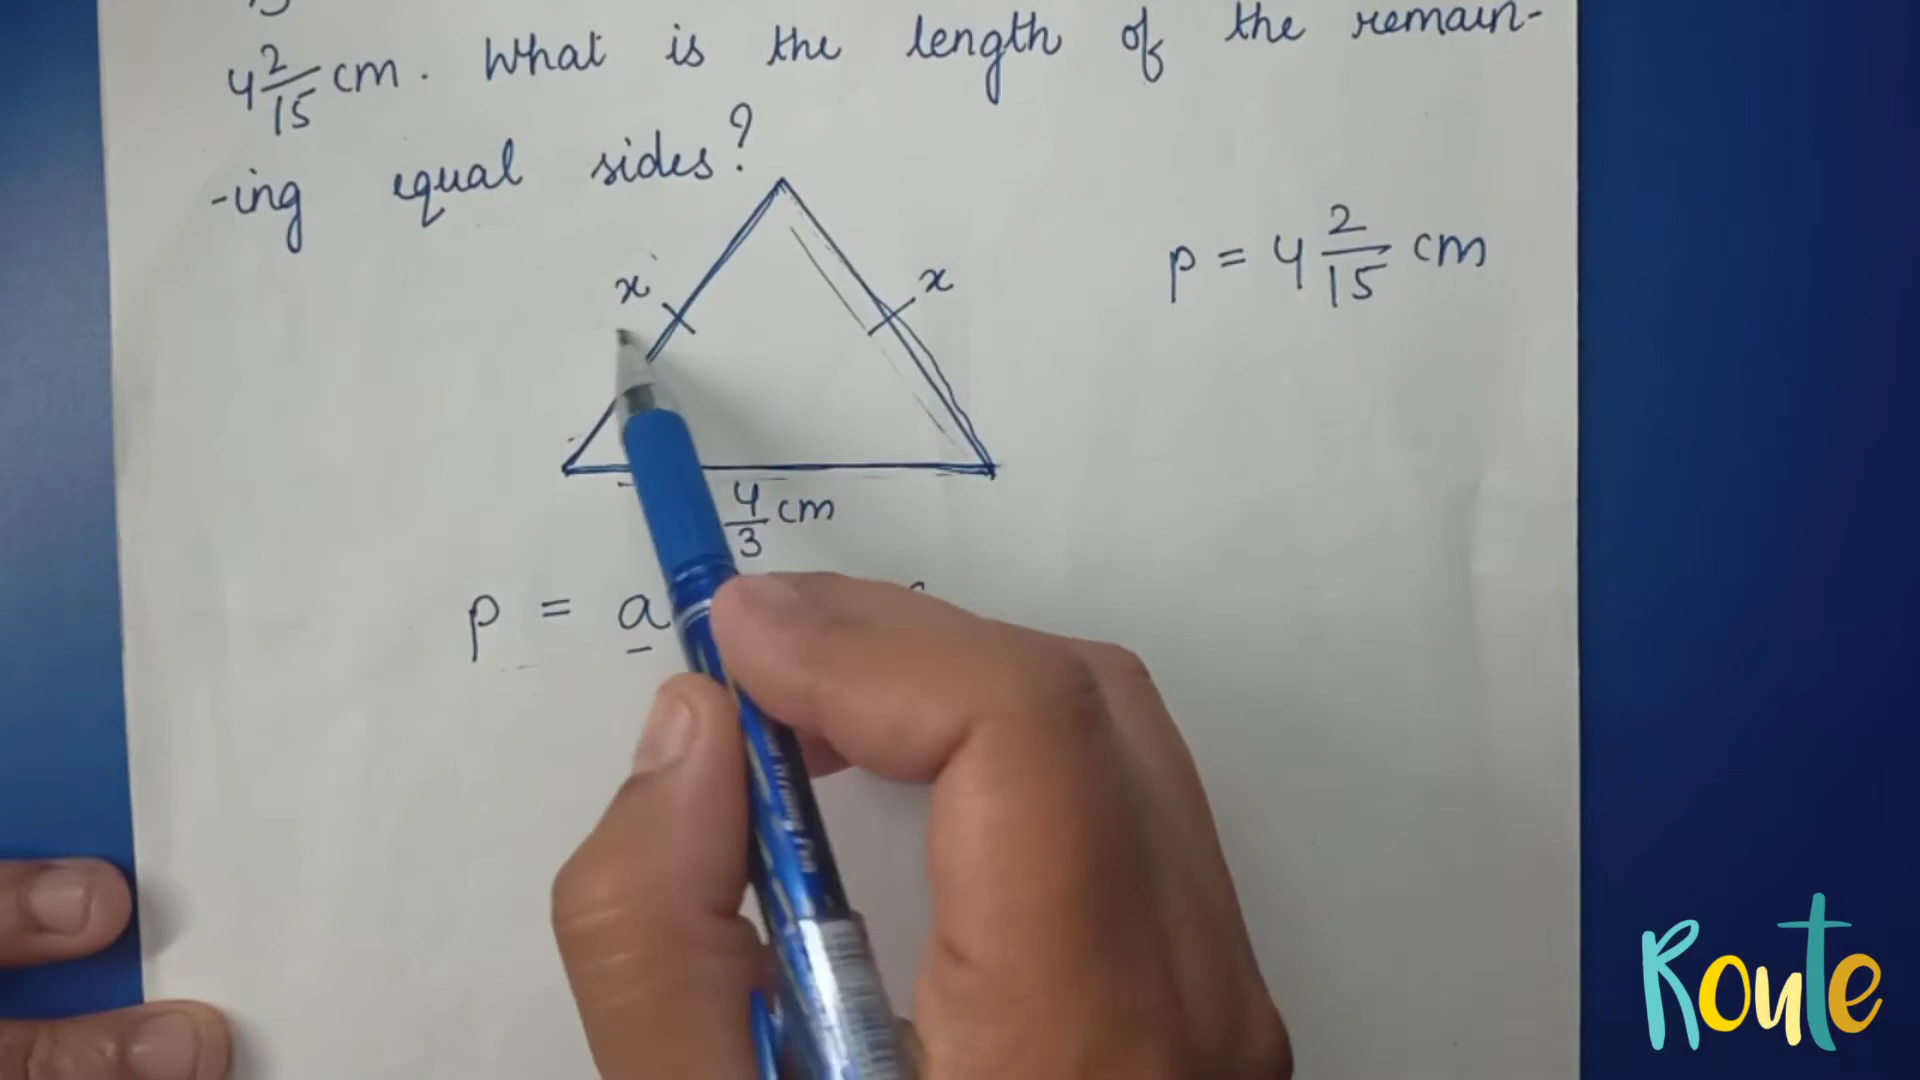 4 2/15 cm. What is the length of the remain-
-ing equal sides?
x x
p = 4 2/15 cm
4/3 cm
p = a
Route